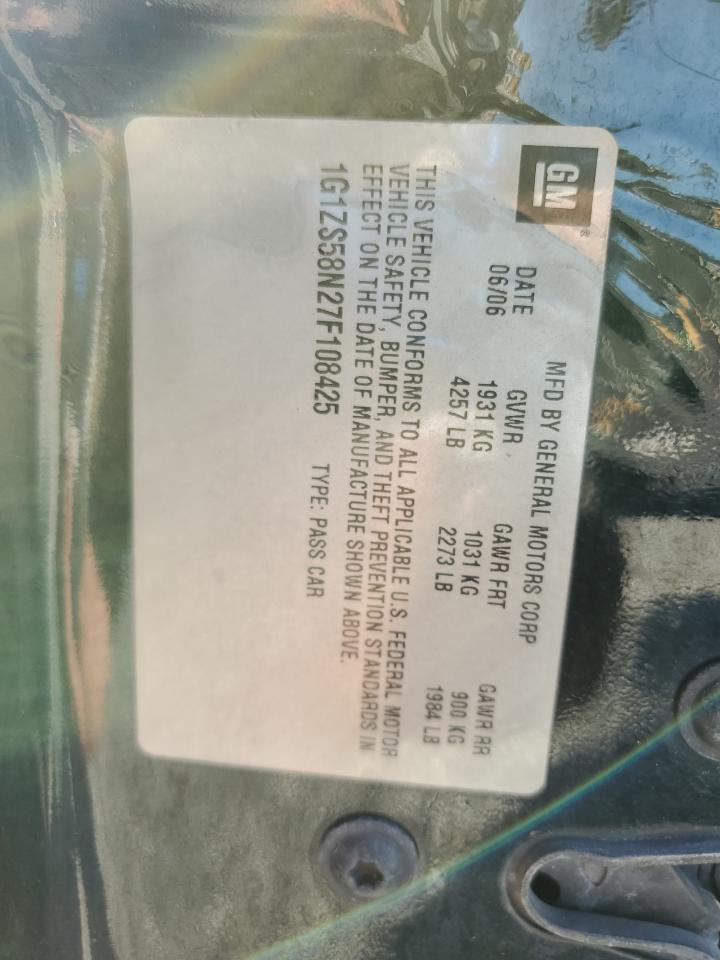 GM®
MFD BY GENERAL MOTORS CORP
DATE GVWR GAWR FRT GAWR RR
06/06 1931 KG 1031 KG 900 KG
4257 LB 2273 LB 1984 LB
THIS VEHICLE CONFORMS TO ALL APPLICABLE U.S. FEDERAL MOTOR
VEHICLE SAFETY, BUMPER, AND THEFT PREVENTION STANDARDS IN
EFFECT ON THE DATE OF MANUFACTURE SHOWN ABOVE.
1G1ZS58N27F108425 TYPE: PASS CAR